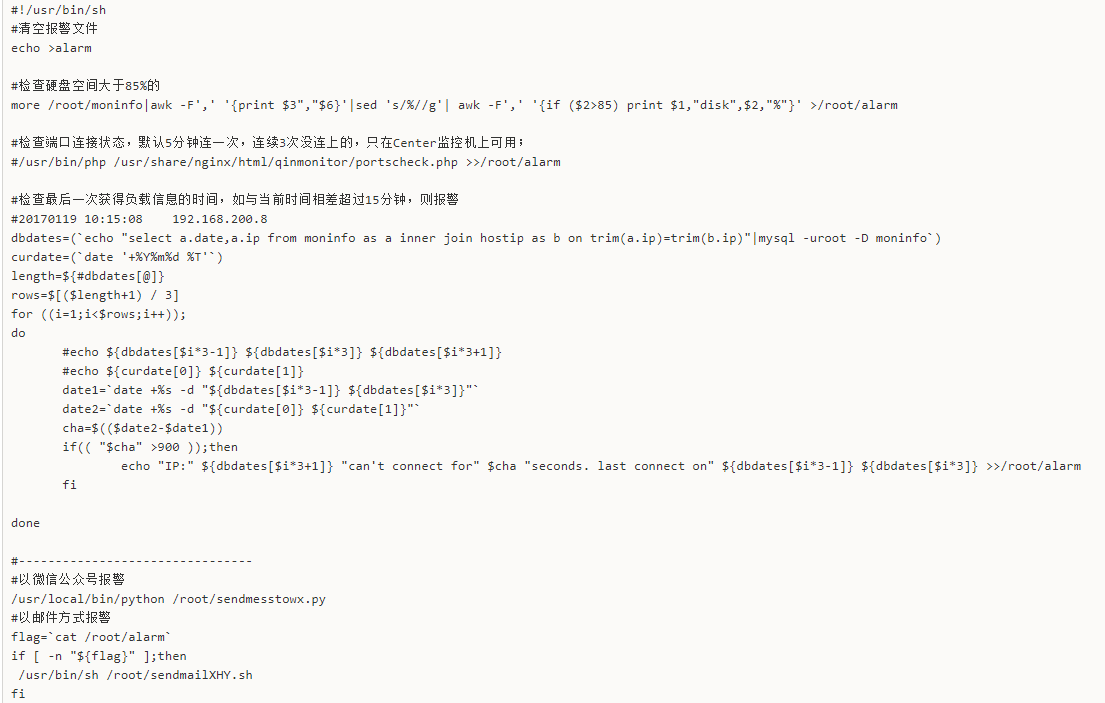 #!/usr/bin/sh
#清空报警文件
echo >alarm
#检查硬盘空间大于85%的
more /root/moninfo|awk -F',' '{print $3","$6}'|sed 's/%//g'| awk -F',' '{if ($2>85) print $1,"disk",$2,"%"}' >/root/alarm
#检查端口连接状态，默认5分钟连一次，连续3次没连上的，只在Center监控机上可用；
#/usr/bin/php /usr/share/nginx/html/qinmonitor/portscheck.php >>/root/alarm
#检查最后一次获得负载信息的时间，如与当前时间相差超过15分钟，则报警
#20170119 10:15:08    192.168.200.8
dbdates=(`echo "select a.date,a.ip from moninfo as a inner join hostip as b on trim(a.ip)=trim(b.ip)"|mysql -uroot -D moninfo`)
curdate=(`date '+%Y%m%d %T'`)
length=${#dbdates[@]}
rows=$[($length+1) / 3]
for ((i=1;i<$rows;i++));
do
       #echo ${dbdates[$i*3-1]} ${dbdates[$i*3]} ${dbdates[$i*3+1]}
       #echo ${curdate[0]} ${curdate[1]}
       date1=`date +%s -d "${dbdates[$i*3-1]} ${dbdates[$i*3]}"`
       date2=`date +%s -d "${curdate[0]} ${curdate[1]}"`
       cha=$(($date2-$date1))
       if(( "$cha" >900 ));then
               echo "IP:" ${dbdates[$i*3+1]} "can't connect for" $cha "seconds. last connect on" ${dbdates[$i*3-1]} ${dbdates[$i*3]} >>/root/alarm
       fi
done
#--------------------------------
#以微信公众号报警
/usr/local/bin/python /root/sendmesstowx.py
#以邮件方式报警
flag=`cat /root/alarm`
if [ -n "${flag}" ];then
 /usr/bin/sh /root/sendmailXHY.sh
fi